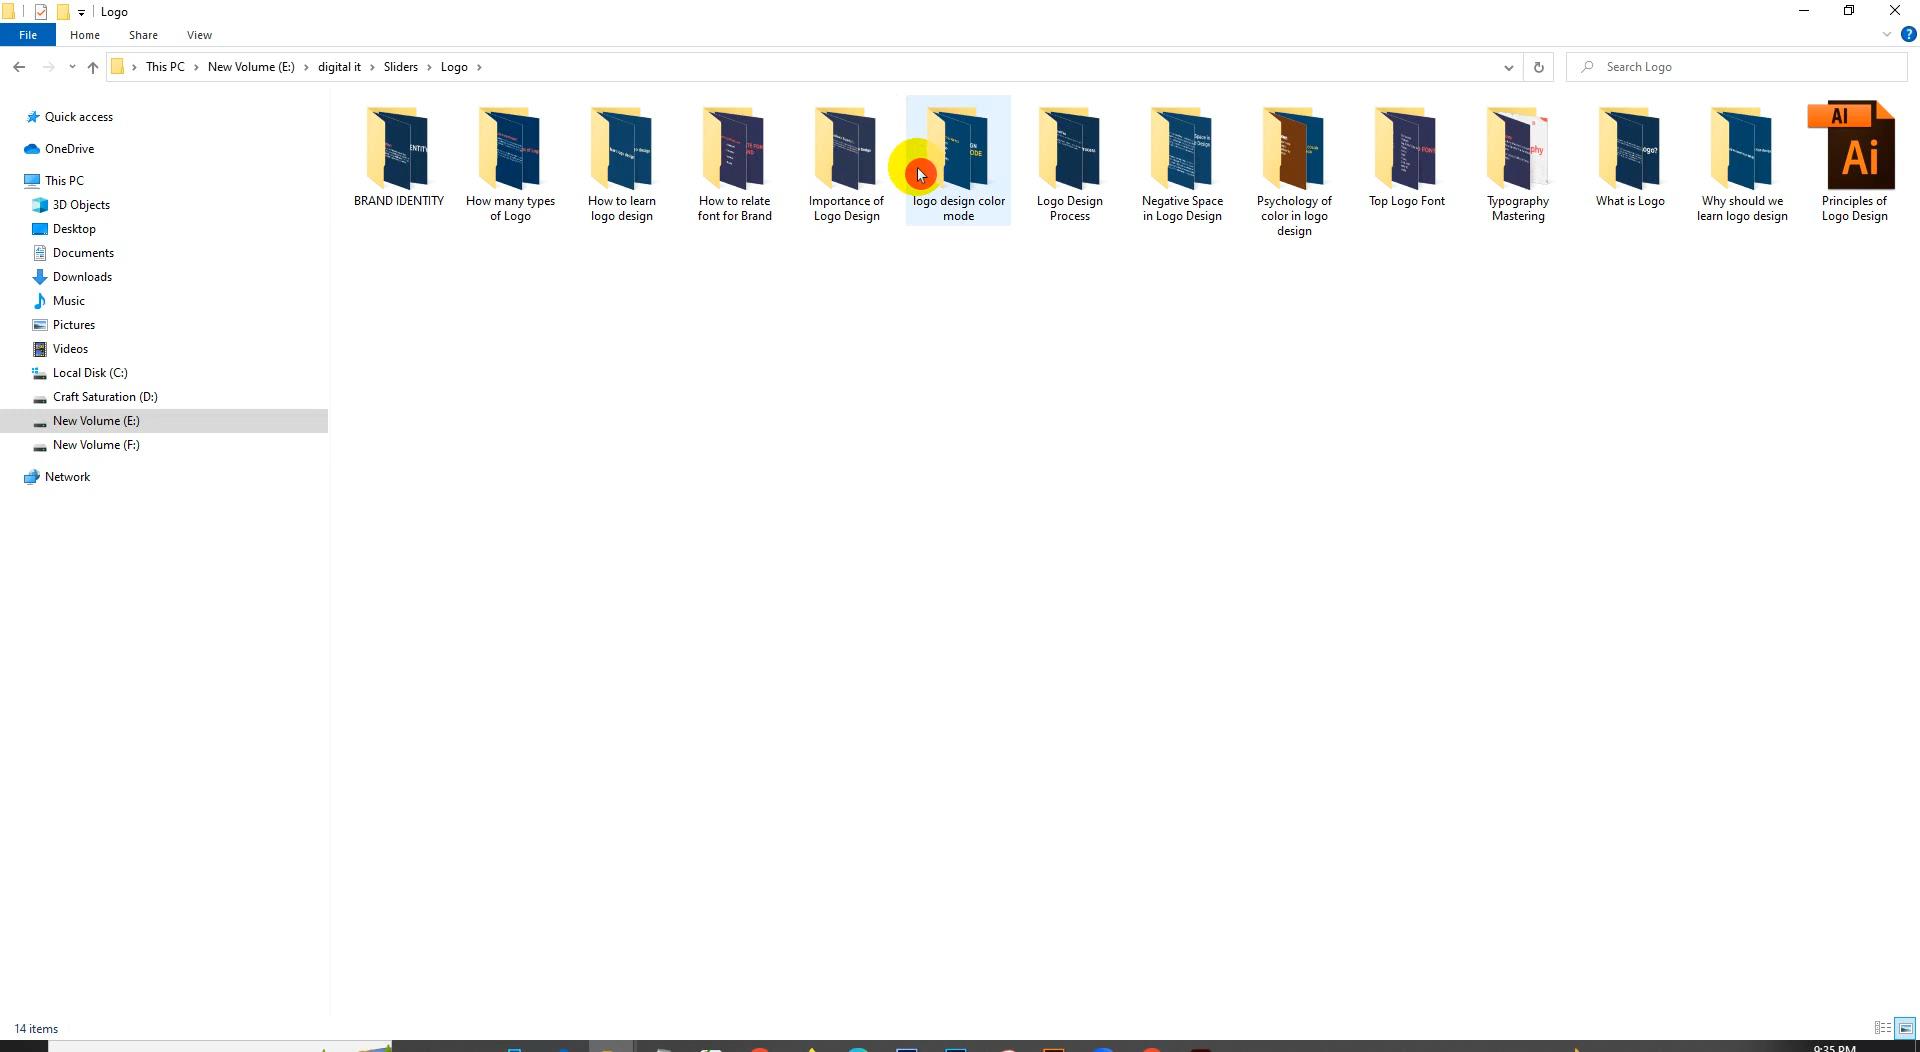 Logo
File Home Share View
This PC New Volume (E:) digital it Sliders Logo
Search Logo
Quick access
OneDrive
This PC
3D Objects
Desktop
Documents
Downloads
Music
Pictures
Videos
Local Disk (C:)
Craft Saturation (D:)
New Volume (E:)
New Volume (F:)
Network
BRAND IDENTITY
How many types
of Logo
How to learn
logo design
How to relate
font for Brand
Importance of
Logo Design
logo design color
mode
Logo Design
Process
Negative Space
in Logo Design
Psychology of
color in logo
design
Top Logo Font
Typography
Mastering
What is Logo
Why should we
learn logo design
AI
Ai
Principles of
Logo Design
14 items
9:35 PM